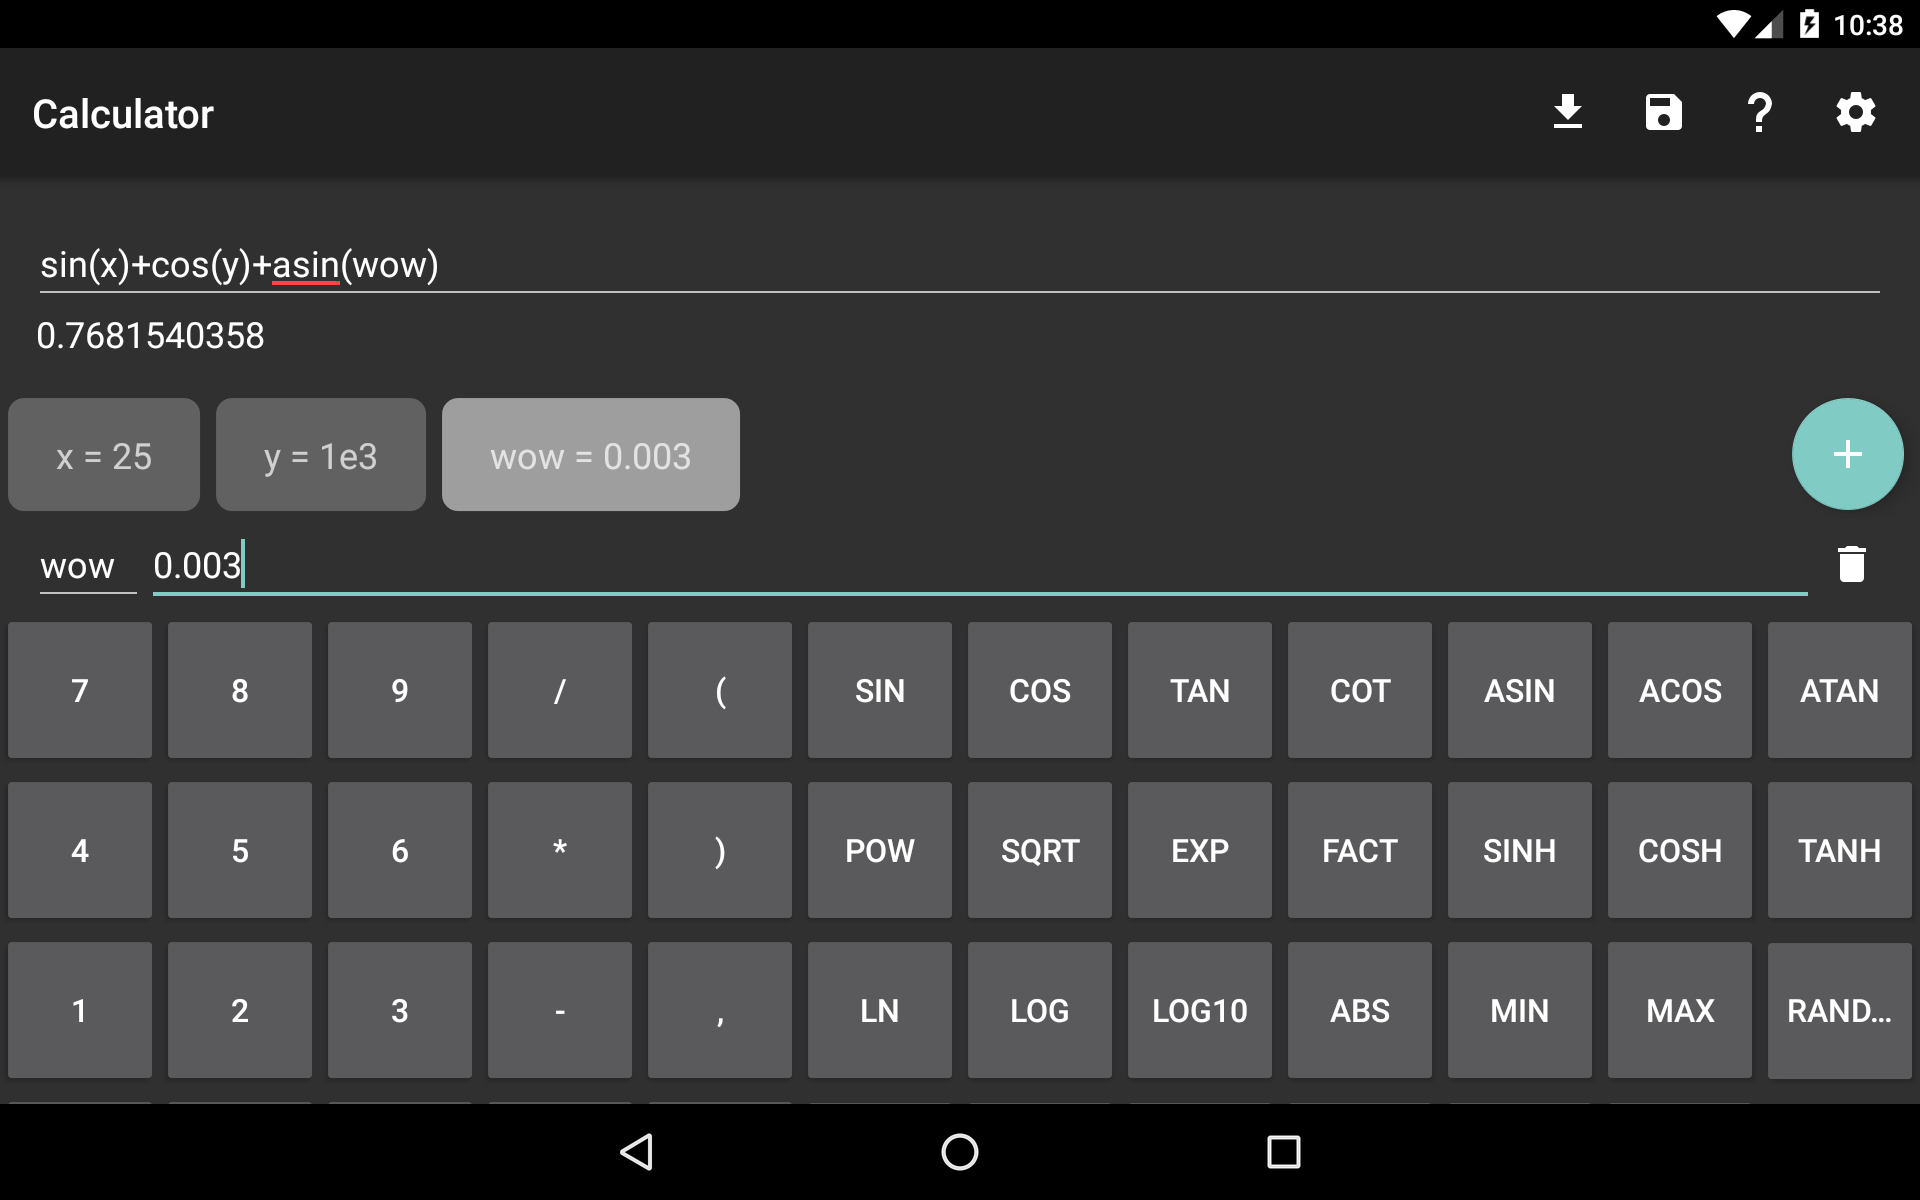 10:38
Calculator
sin(x)+cos(y)+asin(wow)
0.7681540358
x = 25 y = 1e3 wow = 0.003
wow 0.003
7 8 9 / ( SIN COS TAN COT ASIN ACOS ATAN
4 5 6 * ) POW SQRT EXP FACT SINH COSH TANH
1 2 3 - , LN LOG LOG10 ABS MIN MAX RAND...